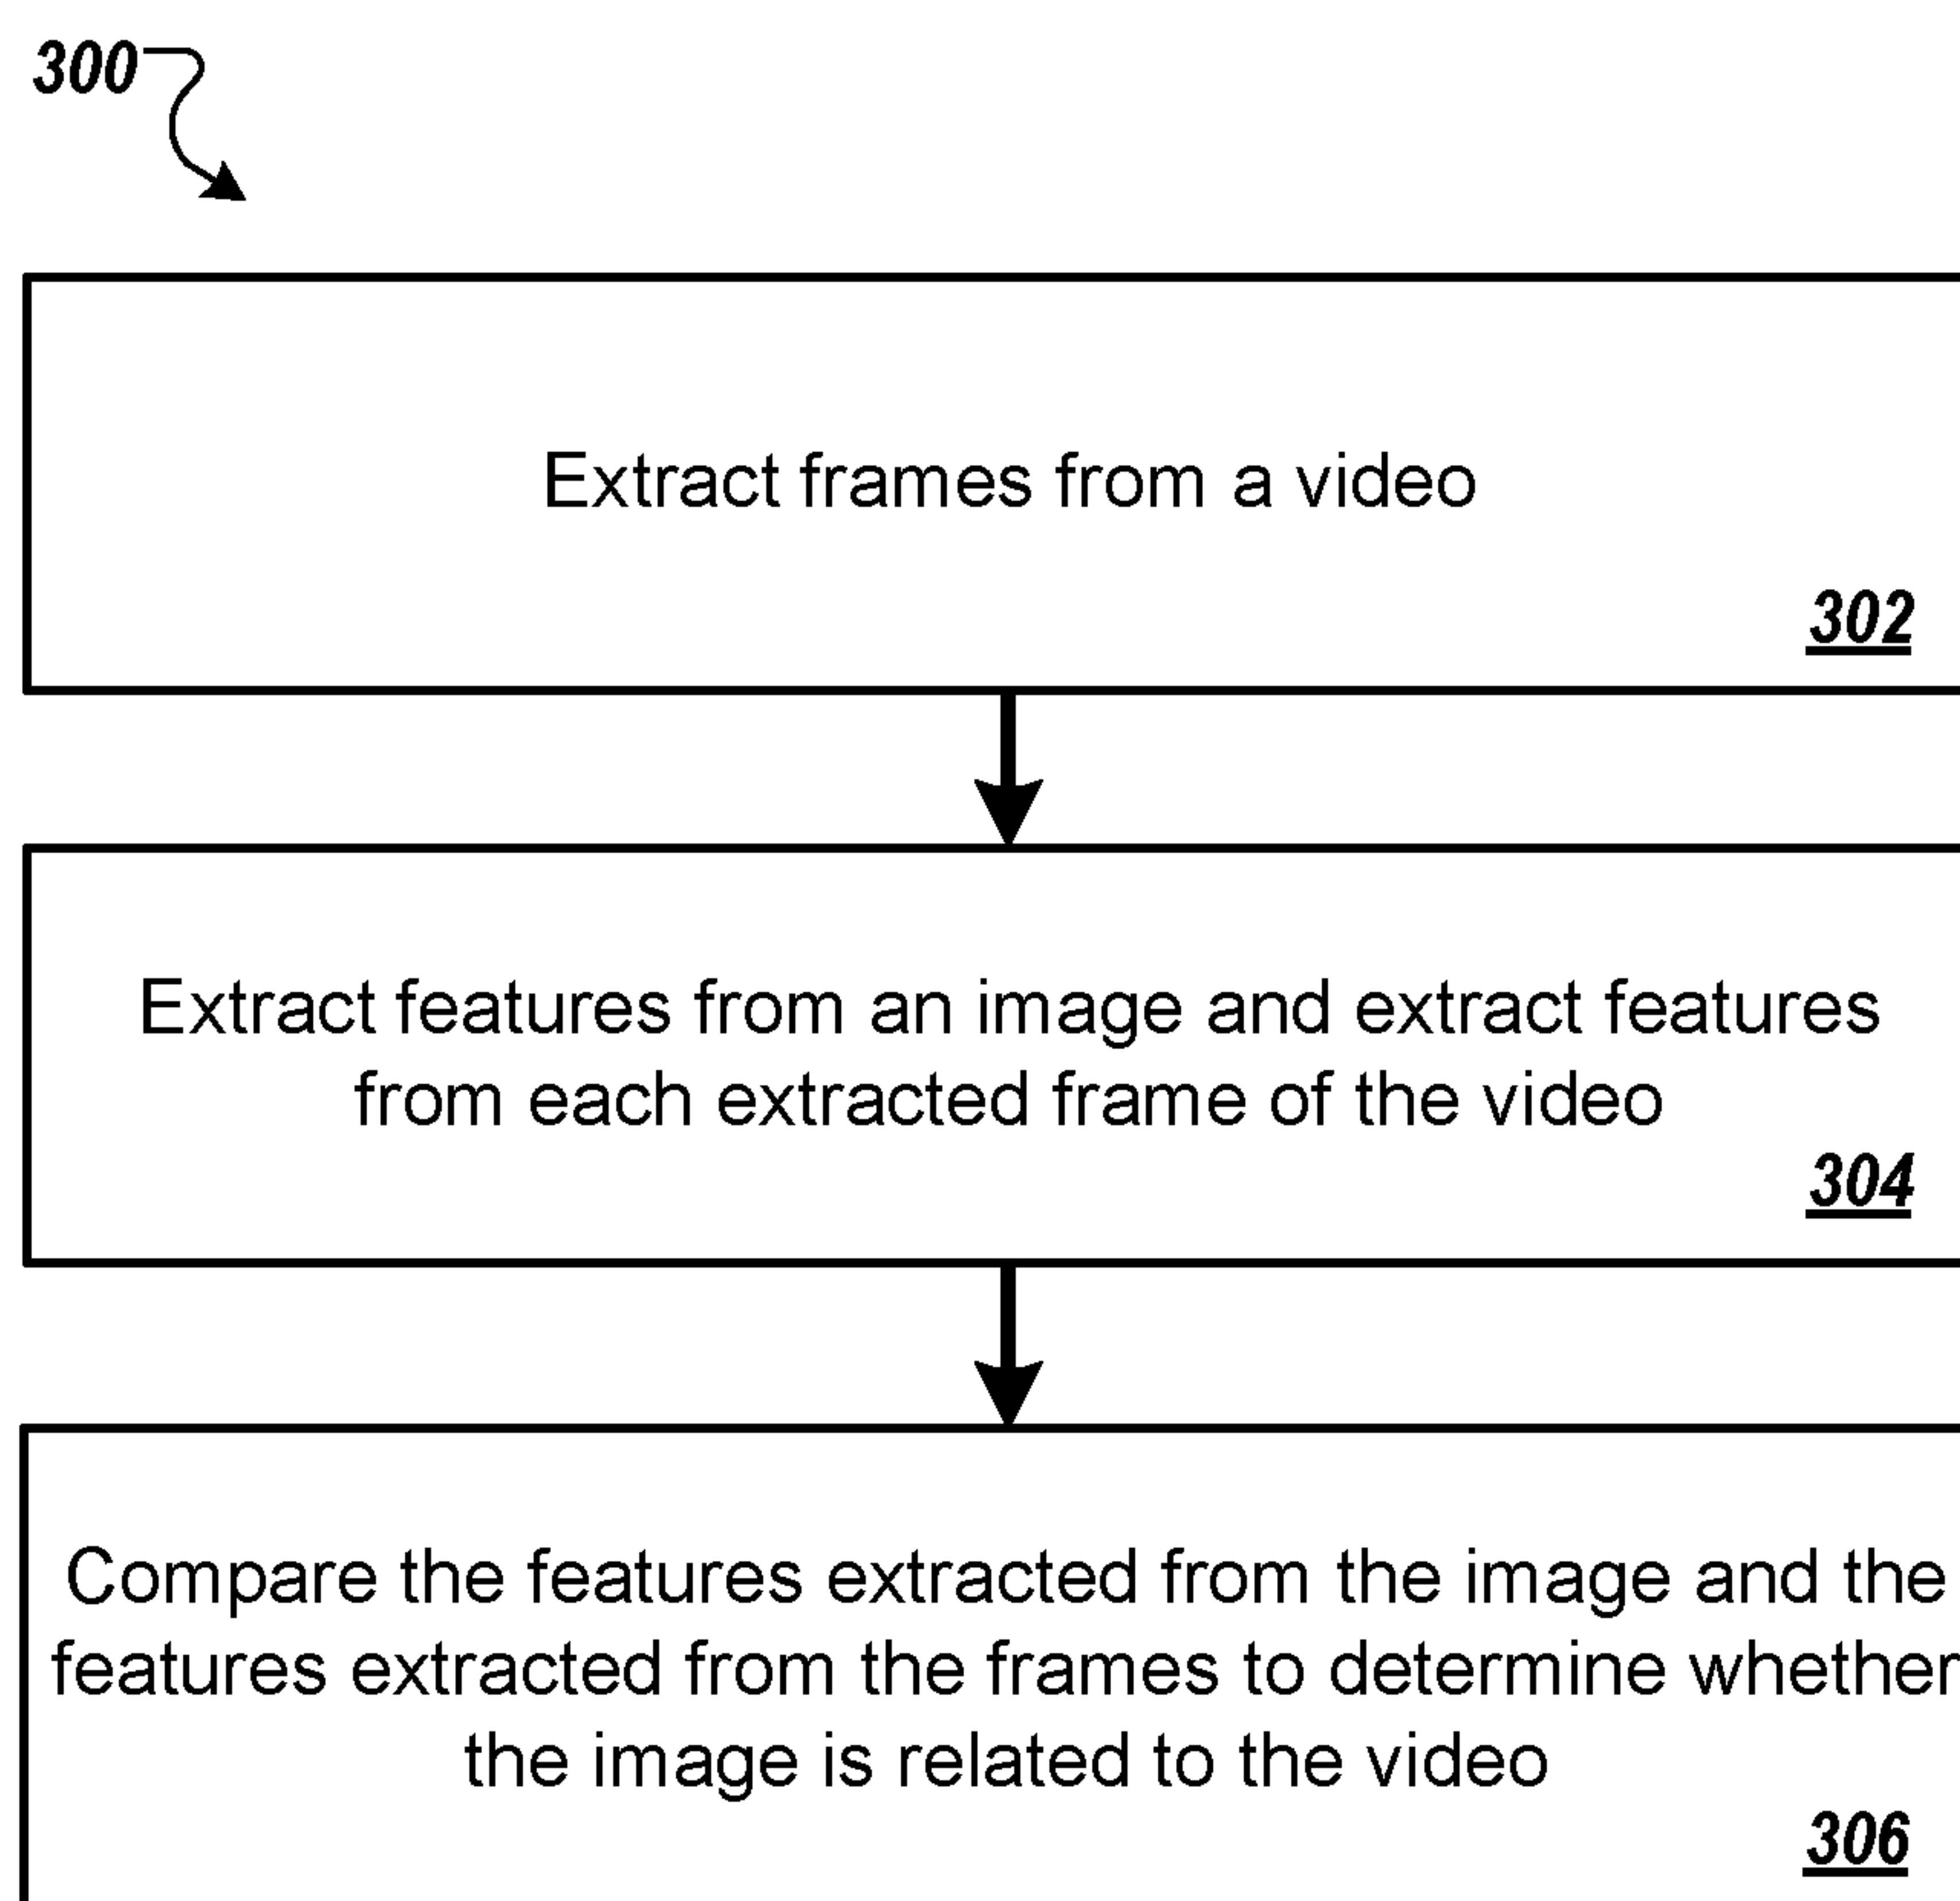 300
Extract frames from a video
302
Extract features from an image and extract features
from each extracted frame of the video
304
Compare the features extracted from the image and the
features extracted from the frames to determine whether
the image is related to the video
306